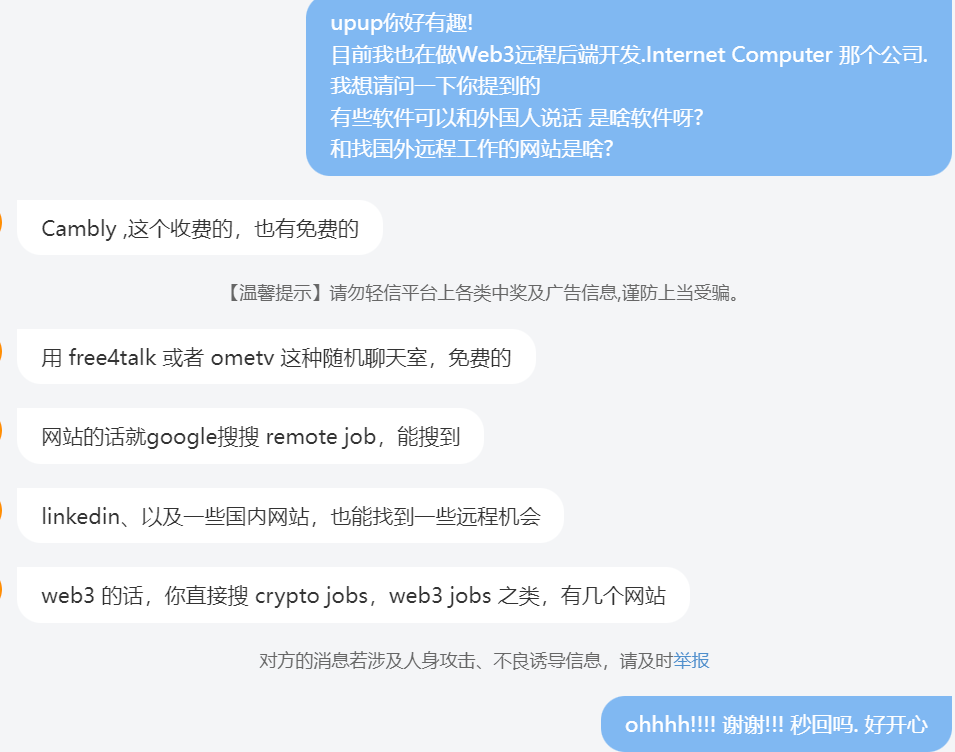 upup你好有趣!
目前我也在做Web3远程后端开发.Internet Computer 那个公司.
我想请问一下你提到的
有些软件可以和外国人说话 是啥软件呀?
和找国外远程工作的网站是啥?
Cambly ,这个收费的，也有免费的
【温馨提示】请勿轻信平台上各类中奖及广告信息,谨防上当受骗。
用 free4talk 或者 ometv 这种随机聊天室，免费的
网站的话就google搜搜 remote job，能搜到
linkedin、以及一些国内网站，也能找到一些远程机会
web3 的话，你直接搜 crypto jobs，web3 jobs 之类，有几个网站
对方的消息若涉及人身攻击、不良诱导信息，请及时举报
ohhhh!!!! 谢谢!!! 秒回吗. 好开心